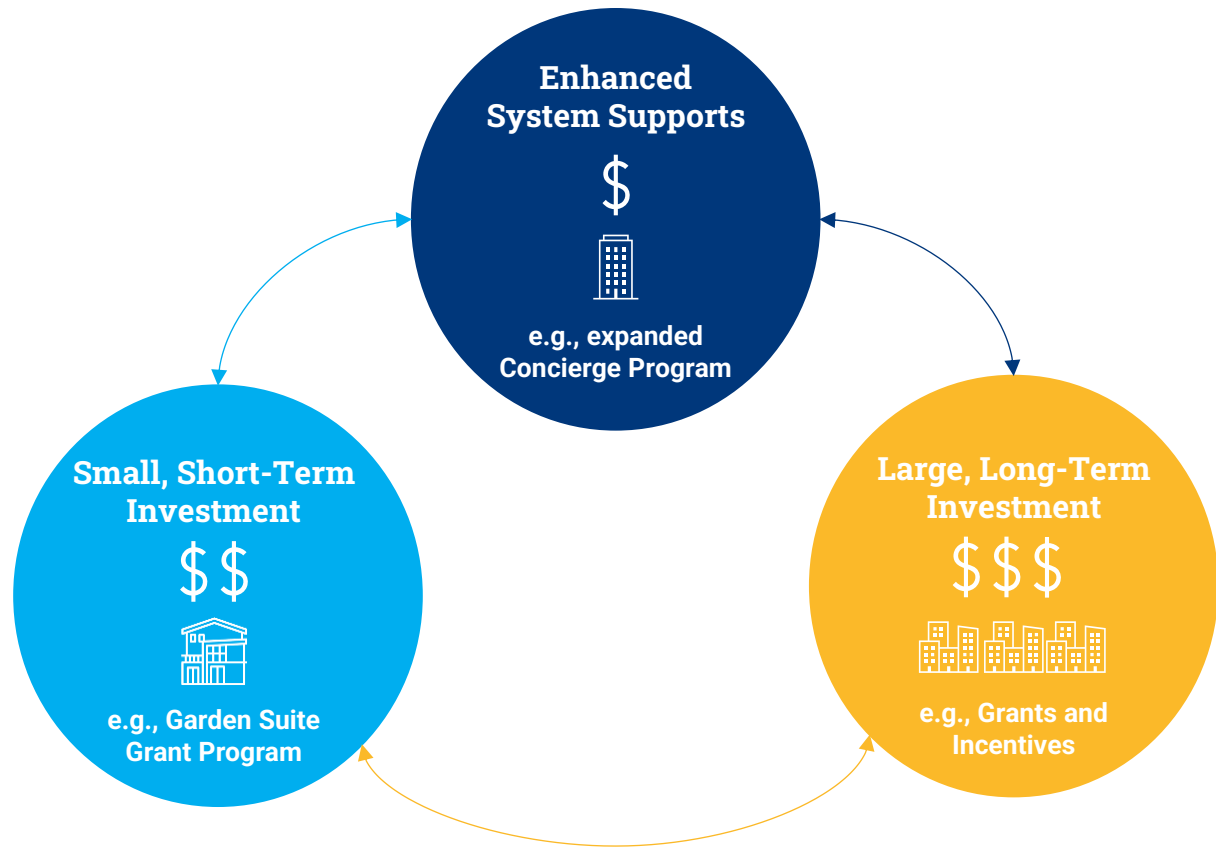 Enhanced
System Supports
$
e.g., expanded
Concierge Program
Small, Short-Term
Investment
$$
e.g., Garden Suite
Grant Program
Large, Long-Term
Investment
$$$
e.g., Grants and
Incentives